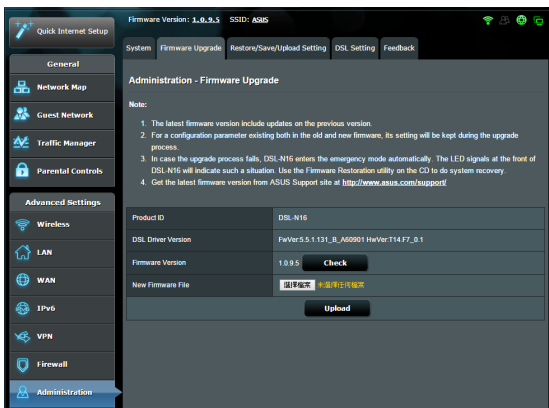 Quick Internet Setup
General
Network Map
Guest Network
Traffic Manager
Parental Controls
Advanced Settings
Wireless
LAN
WAN
IPv6
VPN
Firewall
Administration
Firmware Version: 1.0.9.5 SSID: ASUS
System Firmware Upgrade Restore/Save/Upload Setting DSL Setting Feedback
Administration - Firmware Upgrade
Note:
1. The latest firmware version include updates on the previous version.
2. For a configuration parameter existing both in the old and new firmware, its setting will be kept during the upgrade
process.
3. In case the upgrade process fails, DSL-N16 enters the emergency mode automatically. The LED signals at the front of
DSL-N16 will indicate such a situation. Use the Firmware Restoration utility on the CD to do system recovery.
4. Get the latest firmware version from ASUS Support site at http://www.asus.com/support/
Product ID DSL-N16
DSL Driver Version FwVer:5.5.1.131_B_A60901 HwVer:T14.F7_0.1
Firmware Version 1.0.9.5 Check
New Firmware File 選擇檔案 未選擇任何檔案
Upload